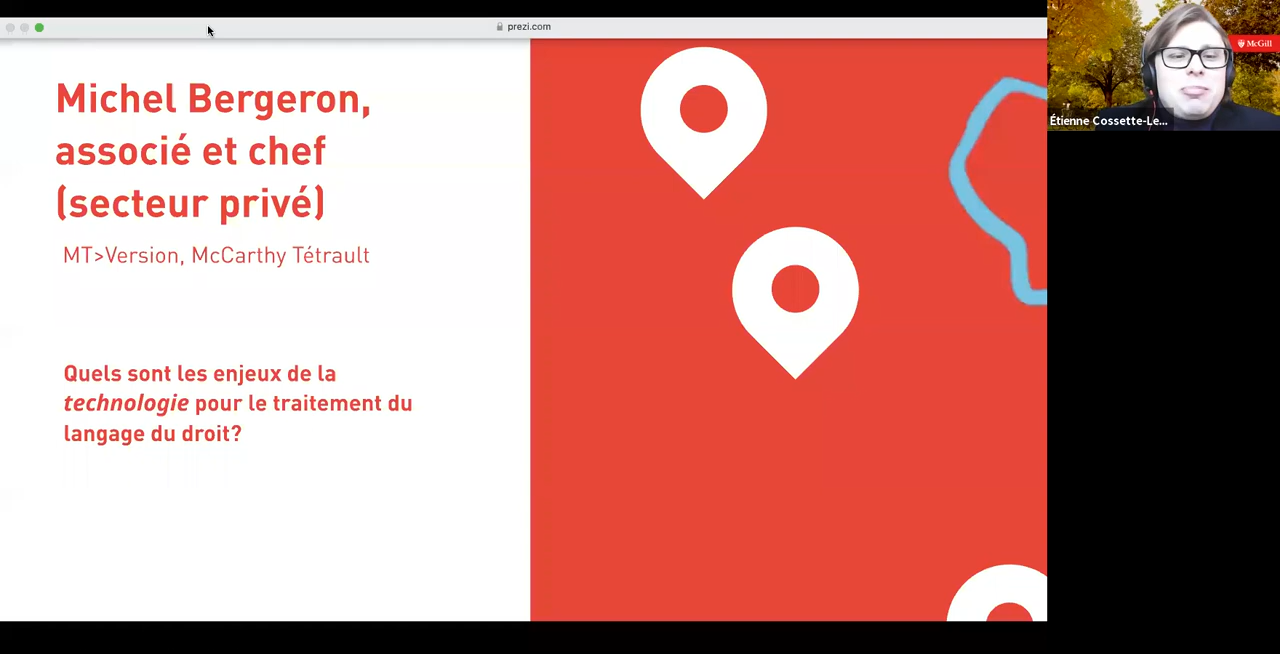 prezi.com
Michel Bergeron,
associé et chef
(secteur privé)
MT>Version, McCarthy Tétrault
Quels sont les enjeux de la
technologie pour le traitement du
langage du droit?
McGill
Étienne Cossette-Le...